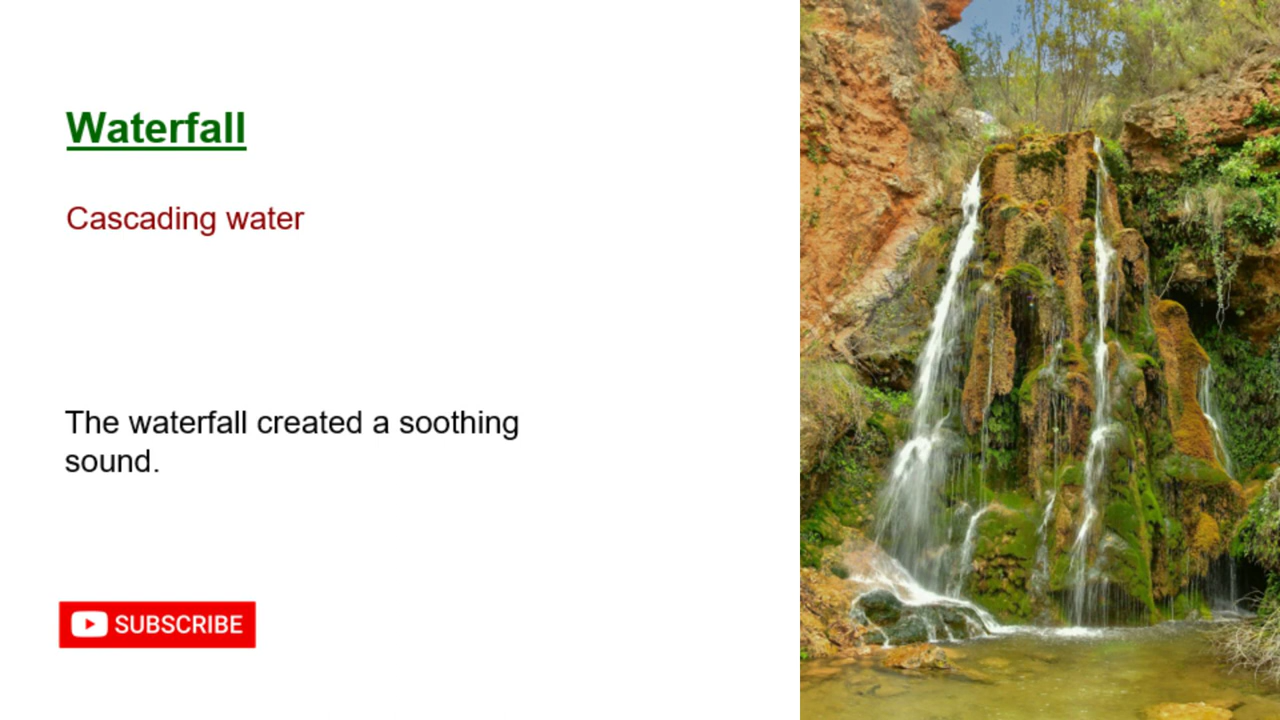 Waterfall
Cascading water
The waterfall created a soothing
sound.
SUBSCRIBE